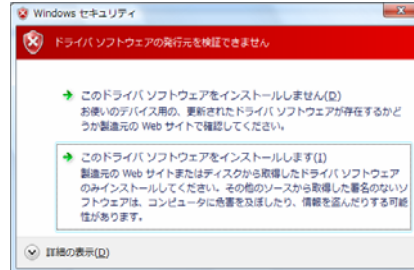 Windows セキュリティ
ドライバ ソフトウェアの発行元を検証できません
このドライバ ソフトウェアをインストールしません(D)
お使いのデバイス用の、更新されたドライバ ソフトウェアが存在するかど
うか製造元の Web サイトで確認してください。
このドライバ ソフトウェアをインストールします(I)
製造元の Web サイトまたはディスクから取得したドライバ ソフトウェア
のみインストールしてください。その他のソースから取得した署名のないソ
フトウェアは、コンピュータに危害を及ぼしたり、情報を盗んだりする可能
性があります。
詳細の表示(D)